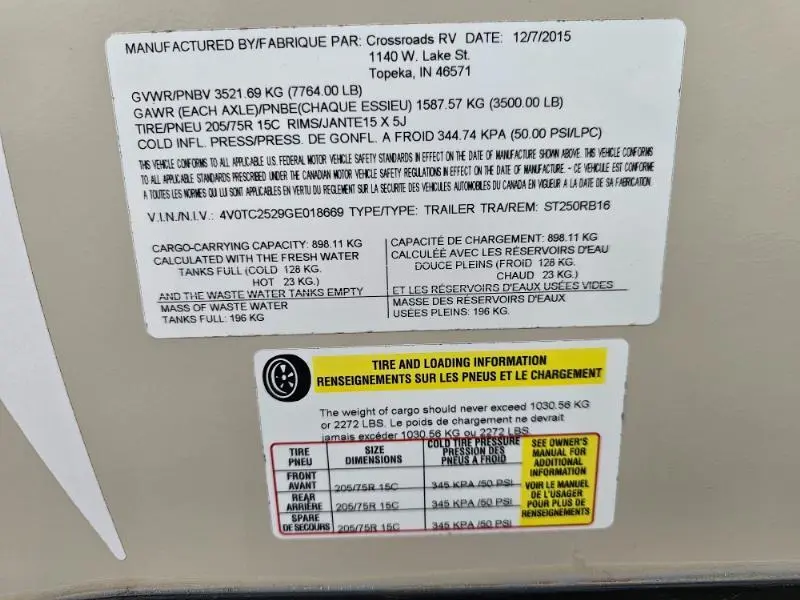 MANUFACTURED BY/FABRIQUE PAR: Crossroads RV DATE: 12/7/2015
1140 W. Lake St.
Topeka, IN 46571
GVWR/PNBV 3521.69 KG (7764.00 LB)
GAWR (EACH AXLE)/PNBE(CHAQUE ESSIEU) 1587.57 KG (3500.00 LB)
TIRE/PNEU 205/75R 15C RIMS/JANTE15 X 5J
COLD INFL. PRESS/PRESS. DE GONFL. A FROID 344.74 KPA (50.00 PSI/LPC)
THIS VEHICLE CONFORMS TO ALL APPLICABLE U.S. FEDERAL MOTOR VEHICLE SAFETY STANDARDS IN EFFECT ON THE DATE OF MANUFACTURE SHOWN ABOVE. THIS VEHICLE CONFORMS
TO ALL APPLICABLE STANDARDS PRESCRIBED UNDER THE CANADIAN MOTOR VEHICLE SAFETY REGULATIONS IN EFFECT ON THE DATE OF MANUFACTURE. - CE VEHICULE EST CONFORME
A TOUTES LES NORMES QUI LUI SONT APPLICABLES EN VERTU DU REGLEMENT SUR LA SECURITE DES VEHICULES AUTOMOBILES DU CANADA EN VIGUEUR A LA DATE DE SA FABRICATION.
V.I.N./N.I.V.: 4V0TC2529GE018669 TYPE/TYPE: TRAILER TRA/REM: ST250RB16
CARGO-CARRYING CAPACITY: 898.11 KG
CALCULATED WITH THE FRESH WATER
TANKS FULL (COLD 128 KG.
HOT 23 KG.)
AND THE WASTE WATER TANKS EMPTY
MASS OF WASTE WATER
TANKS FULL: 196 KG
CAPACITÉ DE CHARGEMENT: 898.11 KG
CALCULÉE AVEC LES RÉSERVOIRS D'EAU
DOUCE PLEINS (FROID 128 KG.
CHAUD 23 KG.)
ET LES RÉSERVOIRS D'EAUX USÉES VIDES
MASSE DES RÉSERVOIRS D'EAUX
USÉES PLEINS: 196 KG.
TIRE AND LOADING INFORMATION
RENSEIGNEMENTS SUR LES PNEUS ET LE CHARGEMENT
The weight of cargo should never exceed 1030.56 KG
or 2272 LBS. Le poids de chargement ne devrait
jamais excéder 1030.56 KG ou 2272 LBS.
TIRE
PNEU
SIZE
DIMENSIONS
COLD TIRE PRESSURE
PRESSION DES
PNEUS A FROID
FRONT
AVANT
205/75R 15C
345 KPA /50 PSI
REAR
ARRIÈRE
205/75R 15C
345 KPA /50 PSI
SPARE
DE SECOURS
205/75R 15C
345 KPA /50 PSI
SEE OWNER'S
MANUAL FOR
ADDITIONAL
INFORMATION
VOIR LE MANUEL
DE L'USAGER
POUR PLUS DE
RENSEIGNEMENTS